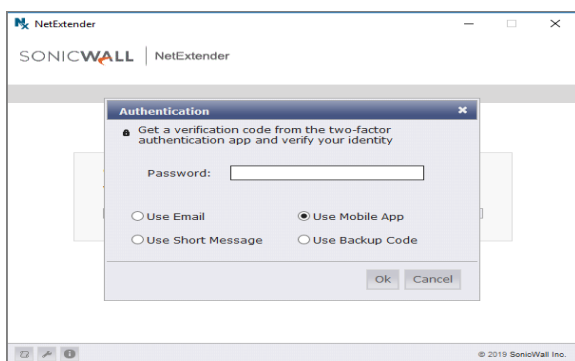 NetExtender
SONICWALL | NetExtender
Authentication
Get a verification code from the two-factor
authentication app and verify your identity
Password:
Use Email
Use Mobile App
Use Short Message
Use Backup Code
Ok
Cancel
© 2019 SonicWall Inc.